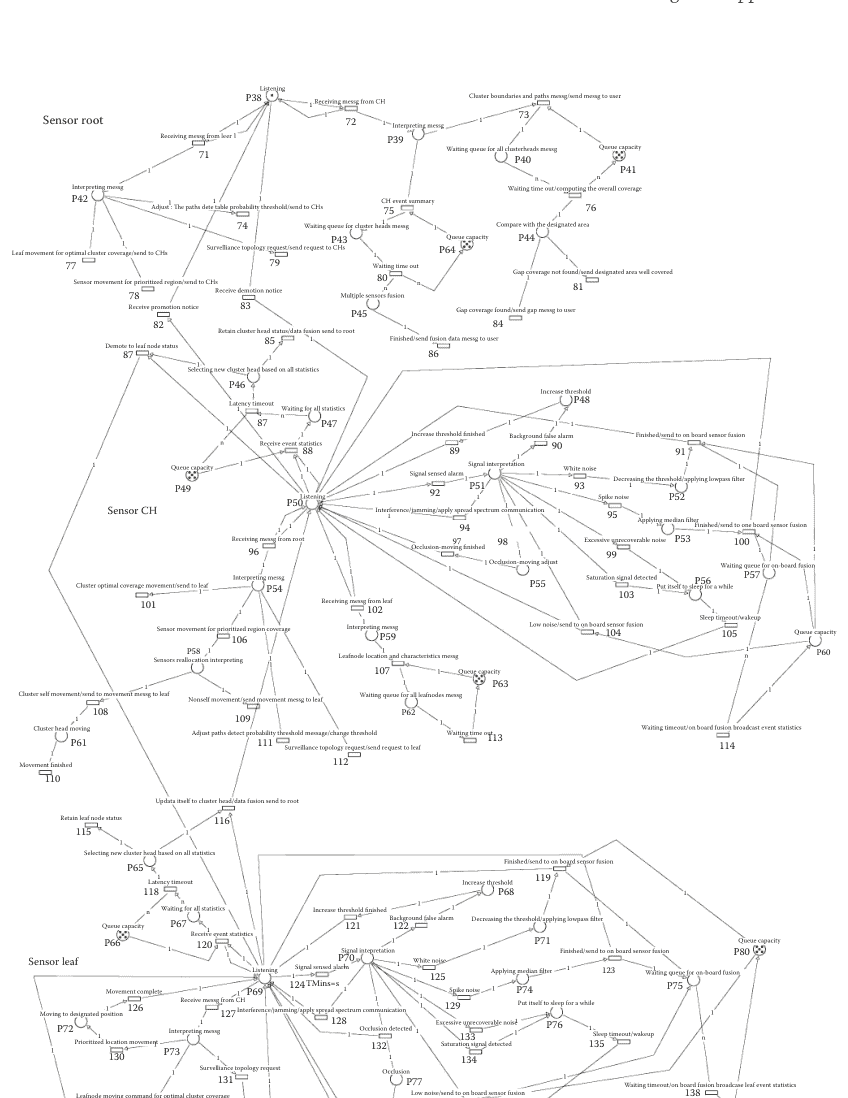 Listening
P38
Receiving messg from CH
72
Cluster boundaries and paths messg/send messg to user
73
Sensor root
Interpreting messg
P39
Receiving messg from leer
71
Waiting queue for all clusterheads messg
P40
Queue capacity
P41
Interpreting messg
P42
Waiting time out/computing the overall coverage
76
CH event summary
75
Adjust : The paths dete table probability threshold/send to CHs
74
Waiting queue for cluster heads messg
P43
Compare with the designated area
P44
Queue capacity
P64
Leaf movement for optimal cluster coverage/send to CHs
77
Survelliance topology request/send request to CHs
79
Waiting time out
80
Gap coverage not found/send designated area well covered
81
Sensor movement for prioritized region/send to CHs
78
Receive demotion notice
83
Multiple sensors fusion
P45
Receive promotion notice
82
Gap coverage found/send gap messg to user
84
Retain cluster head status/data fusion send to root
85
Finished/send fusion data messg to user
86
Demote to leaf node status
87
Selecting new cluster head based on all statistics
P46
Increase threshold
P48
Latency timeout
87
Waiting for all statistics
P47
Increase threshold finished
89
Background false alarm
90
Finished/send to on board sensor fusion
91
Receive event statistics
88
Queue capacity
P49
Signal interpretation
P51
Signal sensed alarm
92
White noise
93
Decreasing the threshold/applying lowpass filter
P52
Listening
P50
Spike noise
95
Sensor CH
Interference/jamming/apply spread spectrum communication
94
Applying median filter
P53
Finished/send to one board sensor fusion
100
Receiving messg from root
96
97
98
Excessive unrecoverable noise
99
Occlusion-moving finished
Occlusion-moving adjust
P55
Waiting queue for on-board fusion
P57
Cluster optimal coverage movement/send to leaf
101
Interpreting messg
P54
Saturation signal detected
103
P56
Put itself to sleep for a while
Receiving messg from leaf
102
Sensor movement for prioritized region coverage
106
Interpreting messg
P59
Low noise/send to on board sensor fusion
104
Sleep timeout/wakeup
105
Queue capacity
P60
P58
Sensors reallocation interpreting
Leafnode location and characteristics messg
107
Queue capacity
P63
Cluster self movement/send to movement messg to leaf
108
Nonself movement/send movement messg to leaf
109
Waiting queue for all leafnodes messg
P62
Cluster head moving
P61
Adjust paths detect probability threshold message/change threshold
111
Waiting time out
113
Waiting timeout/on board fusion broadcast event statistics
114
Surveillance topology request/send request to leaf
112
Movement finished
110
Updata itself to cluster head/data fusion send to root
116
Retain leaf node status
115
Selecting new cluster head based on all statistics
P65
Finished/send to on board sensor fusion
119
Latency timeout
118
Increase threshold
P68
Waiting for all statistics
P67
Increase threshold finished
121
Background false alarm
122
Decreasing the threshold/applying lowpass filter
P71
Queue capacity
P66
Receive event statistics
120
Queue capacity
P80
Sensor leaf
Signal intepretation
P70
Finished/send to on board sensor fusion
123
Listening
P69
Signal sensed alarm
124
TMins=s
White noise
125
Applying median filter
P74
Waiting queue for on-board fusion
P75
Movement complete
126
Receive messg from CH
127
Spike noise
129
Put itself to sleep for a while
P76
Moving to designated position
P72
Interference/jamming/apply spread spectrum communication
128
Excessive unrecoverable noise
133
Prioritized location movement
130
Interpreting messg
P73
Occlusion detected
132
Saturation signal detected
134
Sleep timeout/wakeup
135
Surveillance topology request
131
Occlusion
P77
Waiting timeout/on board fusion broadcase leaf event statistics
138
Leafnode moving command for optimal cluster coverage
Low noise/send to on board sensor fusion